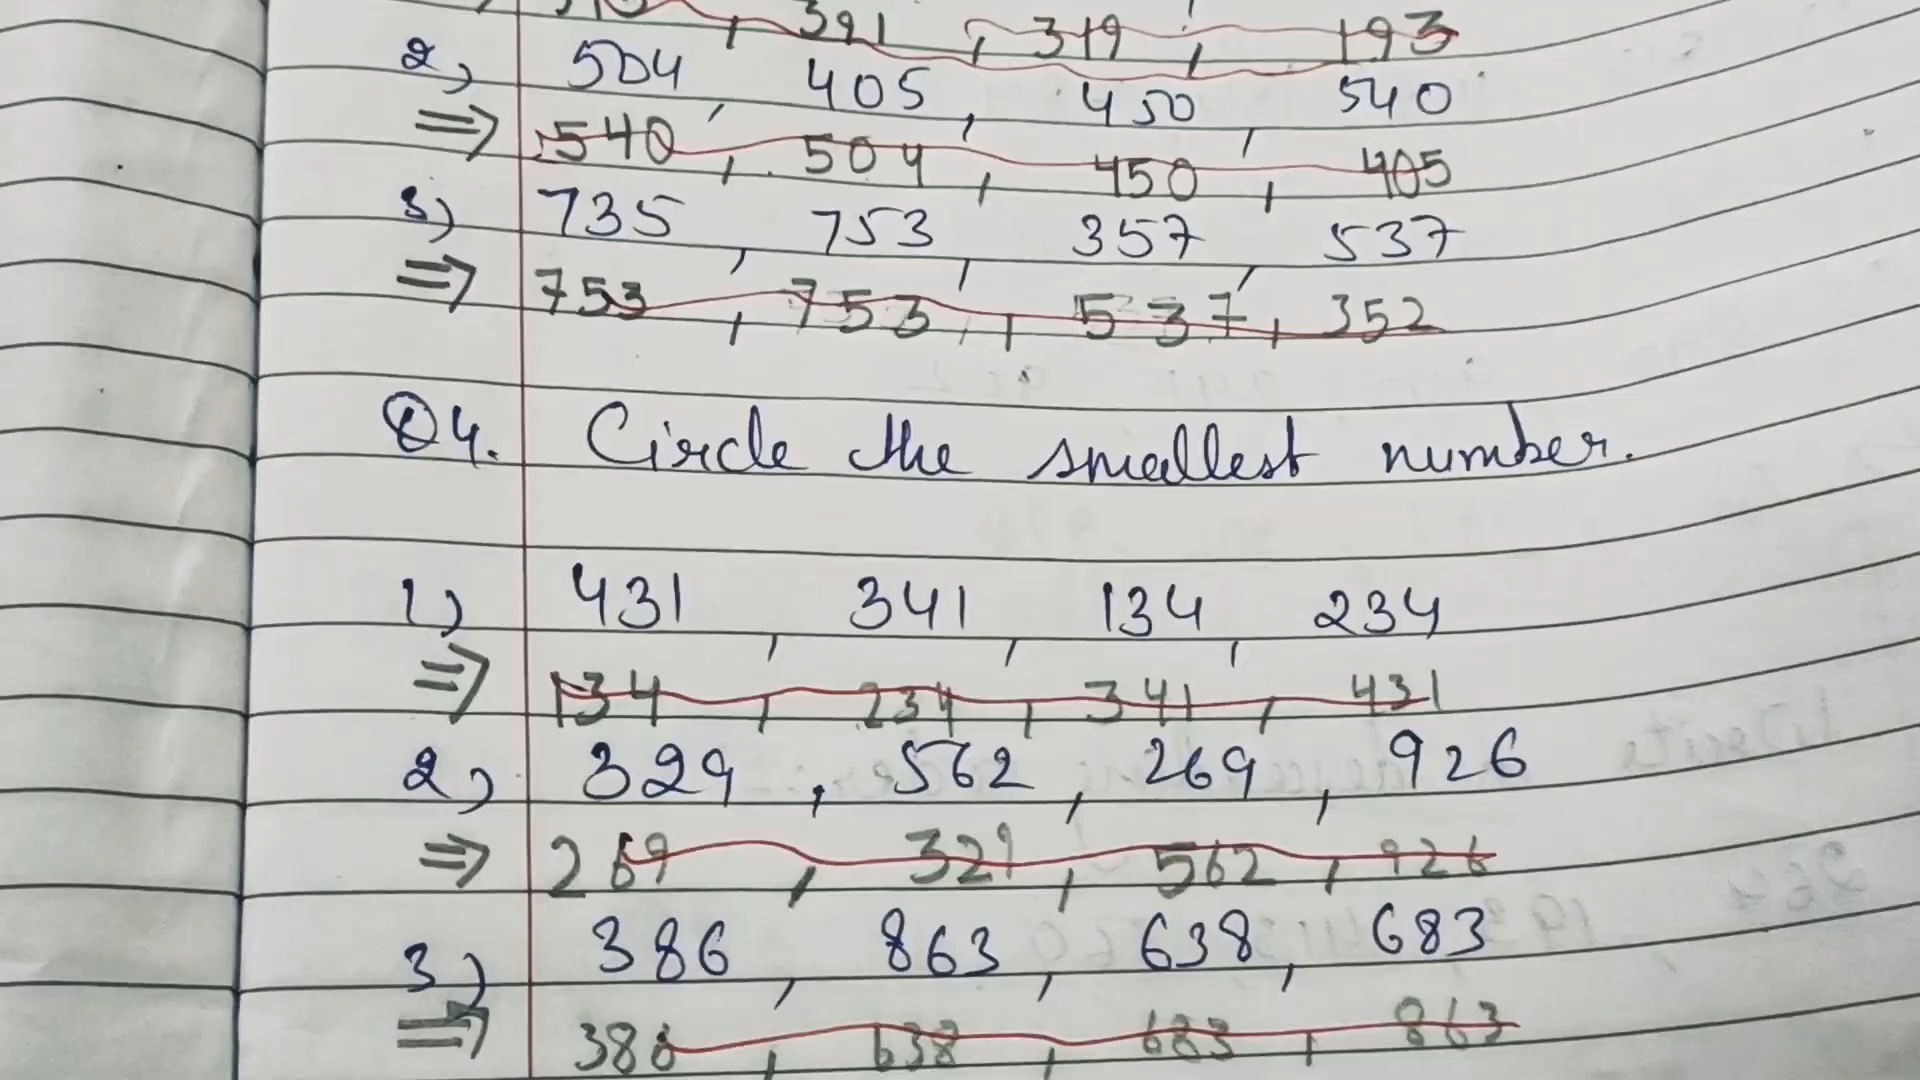 391, 319, 193
2) 504, 405, 450, 540
⇒ 540, 504, 450, 405
3) 735, 753, 357, 537
⇒ 753, 753, 537, 352
Q4. Circle the smallest number.
1) 431, 341, 134, 234
⇒ 134, 234, 341, 431
2) 329, 562, 269, 926
⇒ 269, 329, 562, 926
3) 386, 863, 638, 683
⇒ 386, 638, 683, 863